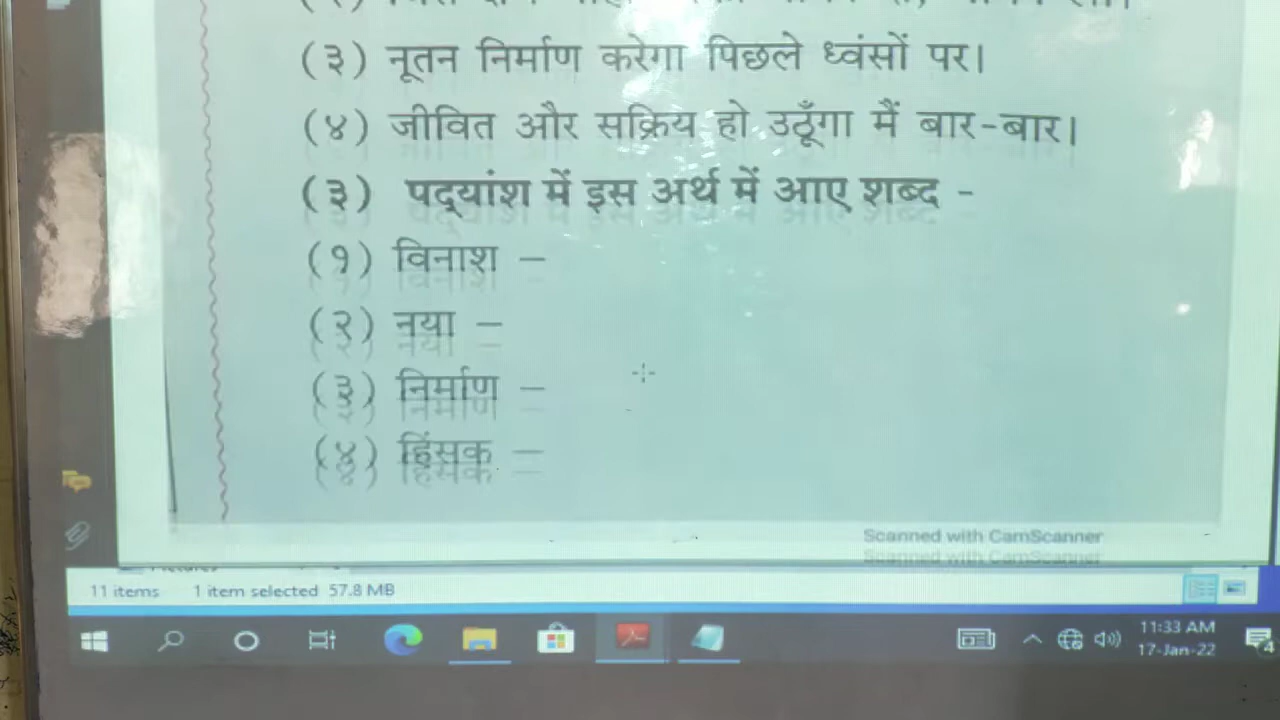 (३) नूतन निर्माण करेगा पिछले ध्वंसों पर।
(४) जीवित और सक्रिय हो उठूँगा मैं बार-बार।
(३) पद्यांश में इस अर्थ में आए शब्द -
(१) विनाश –
(२) नया –
(३) निर्माण –
(४) हिंसक –
Scanned with CamScanner
11 items 1 item selected 57.8 MB
11:33 AM
17-Jan-22
4